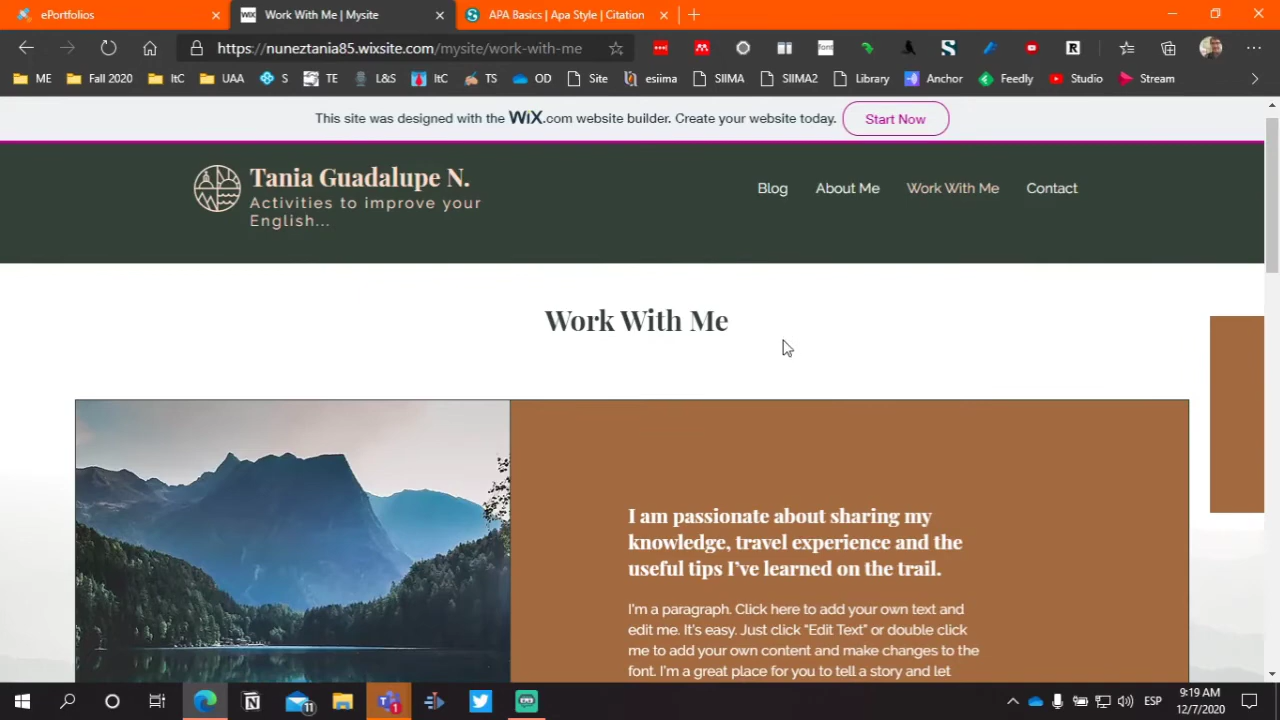 ePortfolios
Work With Me | Mysite
APA Basics | Apa Style | Citation
https://nuneztania85.wixsite.com/mysite/work-with-me
ME
Fall 2020
ItC
UAA
S
TE
L&S
ItC
TS
OD
Site
esiima
SIIMA
SIIMA2
Library
Anchor
Feedly
Studio
Stream
This site was designed with the WiX.com website builder. Create your website today.
Start Now
Tania Guadalupe N.
Activities to improve your
English...
Blog
About Me
Work With Me
Contact
Work With Me
I am passionate about sharing my
knowledge, travel experience and the
useful tips I've learned on the trail.
I'm a paragraph. Click here to add your own text and
edit me. It's easy. Just click "Edit Text" or double click
me to add your own content and make changes to the
font. I'm a great place for you to tell a story and let
11
1
ESP
9:19 AM
12/7/2020